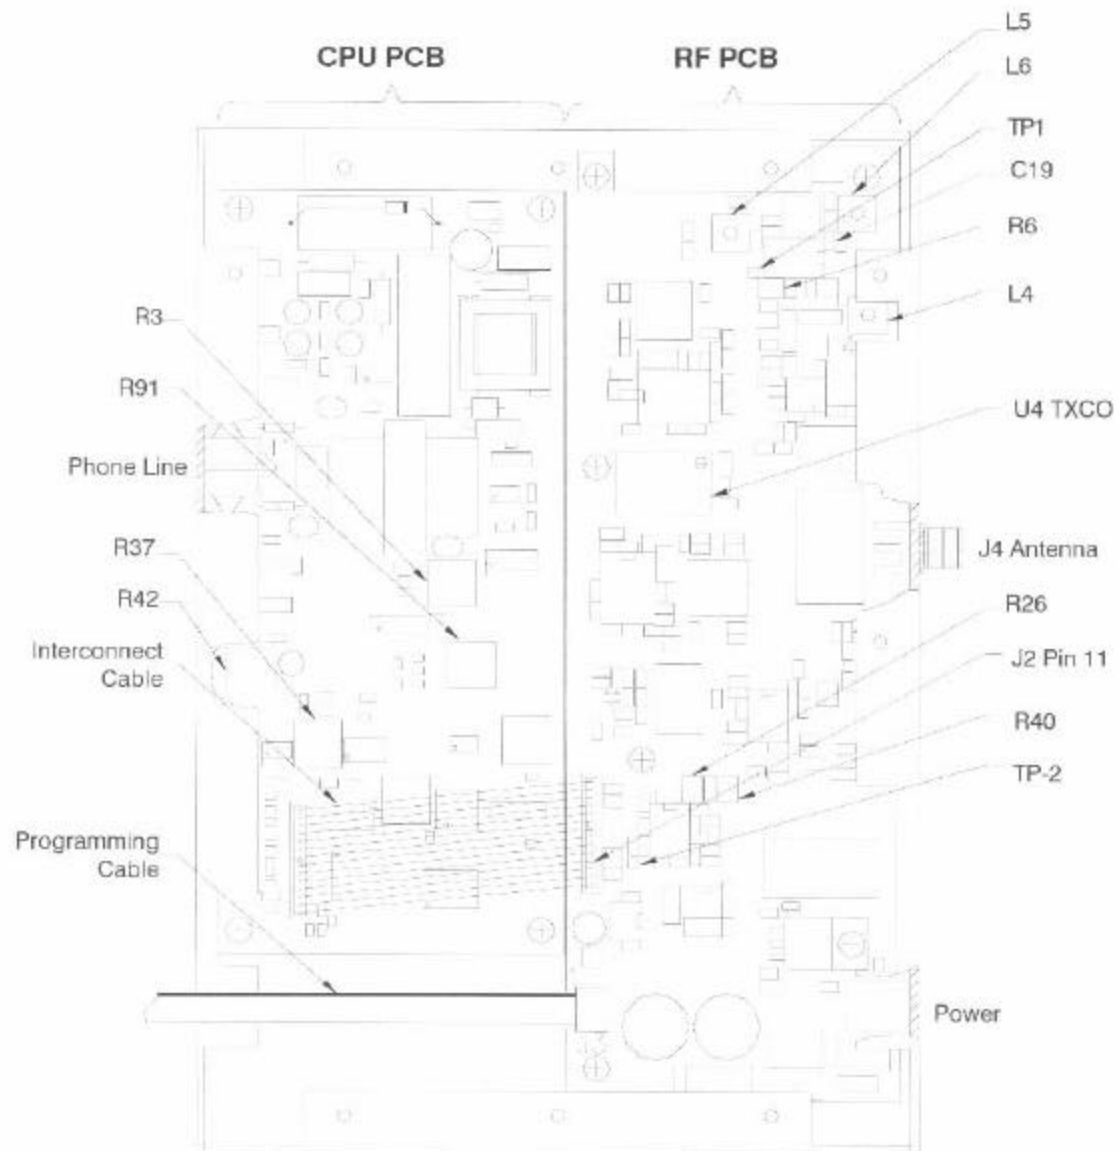 CPU PCB
RF PCB
L5
L6
TP1
C19
R6
L4
U4 TXCO
J4 Antenna
R26
J2 Pin 11
R40
TP-2
Power
R3
R91
Phone Line
R37
R42
Interconnect
Cable
Programming
Cable